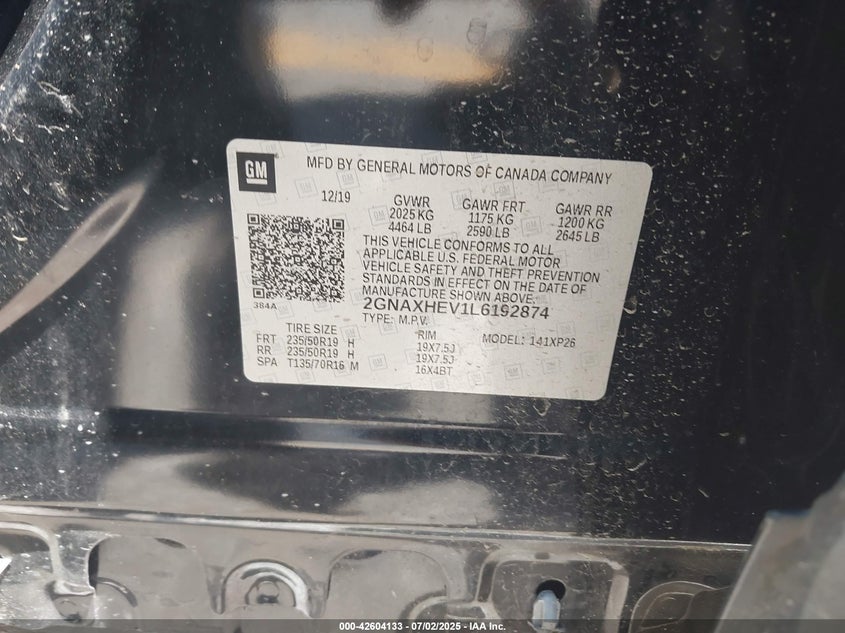 GM
MFD BY GENERAL MOTORS OF CANADA COMPANY
12/19
GVWR
2025 KG
4464 LB
GAWR FRT
1175 KG
2590 LB
GAWR RR
1200 KG
2645 LB
THIS VEHICLE CONFORMS TO ALL
APPLICABLE U.S. FEDERAL MOTOR
VEHICLE SAFETY AND THEFT PREVENTION
STANDARDS IN EFFECT ON THE DATE OF
MANUFACTURE SHOWN ABOVE.
384A
2GNAXHEV1L6192874
TYPE: M.P.V.
TIRE SIZE
RIM
MODEL: 141XP26
FRT 235/50R19 H 19X7.5J
RR 235/50R19 H 19X7.5J
SPA T135/70R16 M 16X4BT
000-42604133 - 07/02/2025 - IAA Inc.